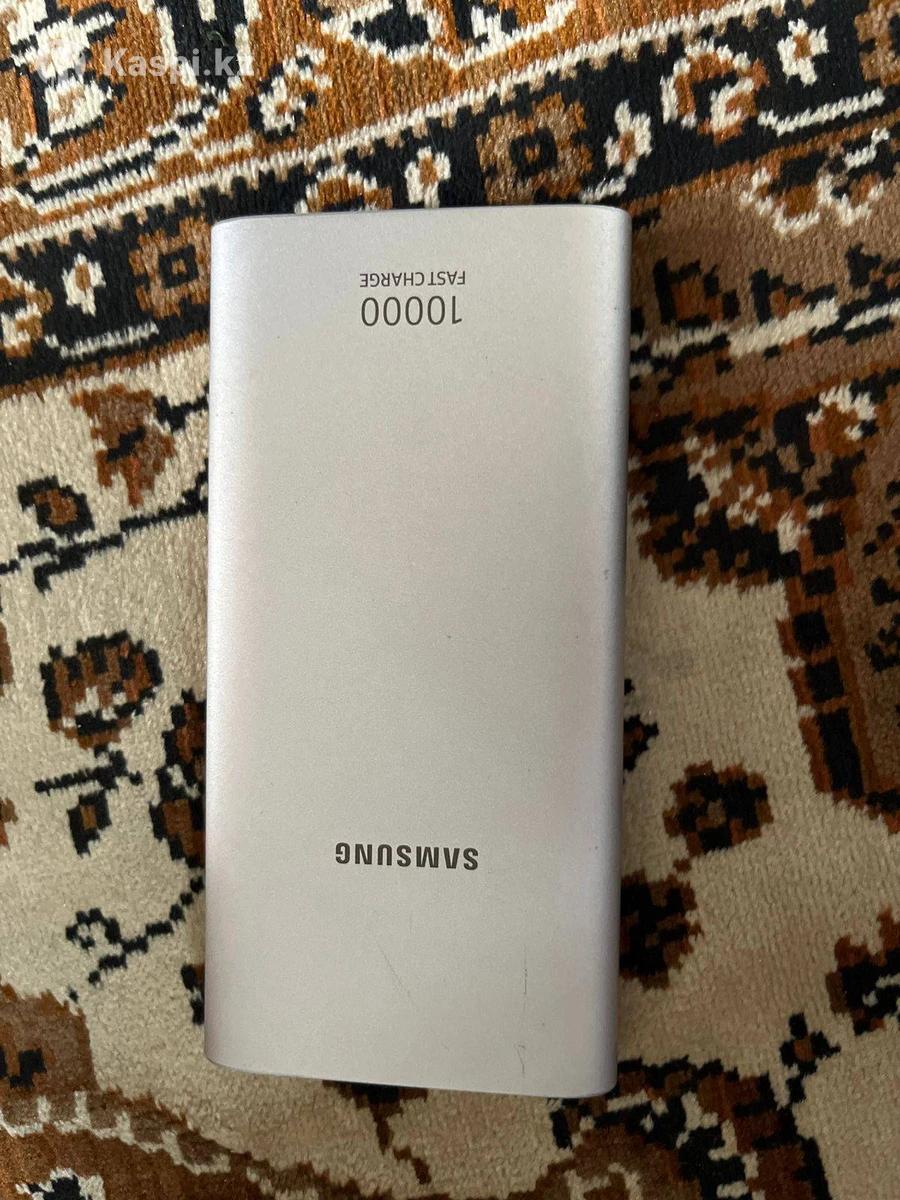 Kaspi.kz
FAST CHARGE
10000
SAMSUNG